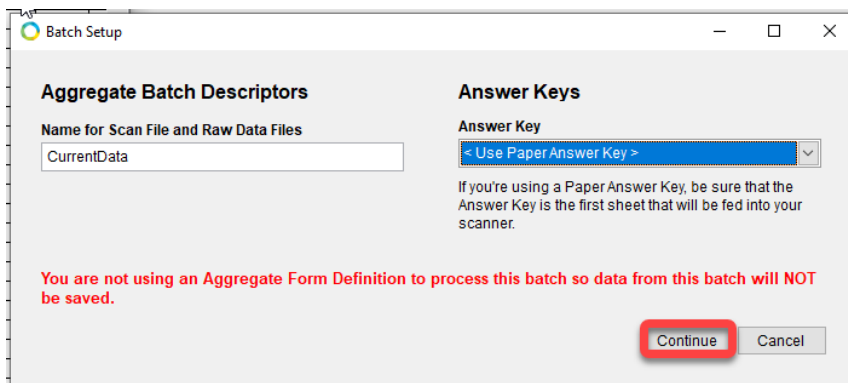 Batch Setup
Aggregate Batch Descriptors
Name for Scan File and Raw Data Files
CurrentData
Answer Keys
Answer Key
< Use Paper Answer Key >
If you're using a Paper Answer Key, be sure that the
Answer Key is the first sheet that will be fed into your
scanner.
You are not using an Aggregate Form Definition to process this batch so data from this batch will NOT
be saved.
Continue
Cancel